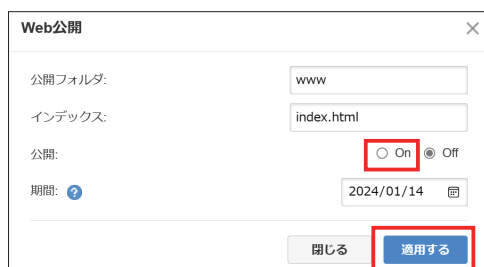 Web公開
公開フォルダ: www
インデックス: index.html
公開: On Off
期間: ? 2024/01/14
閉じる 適用する